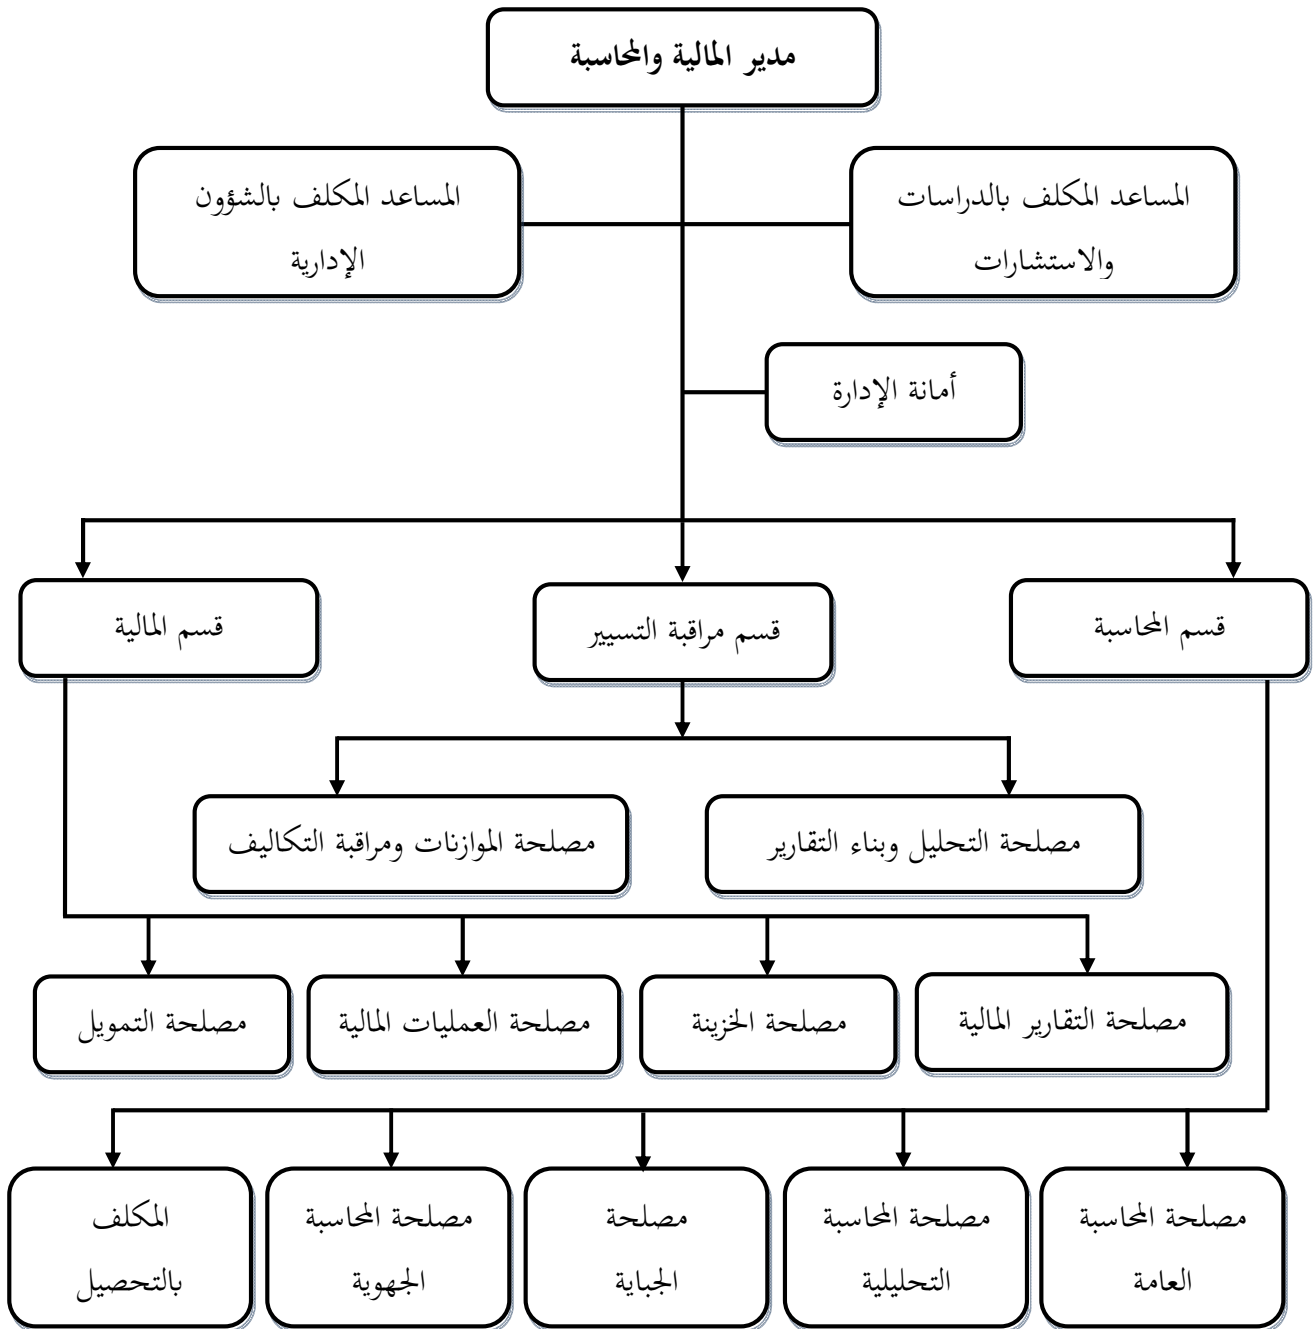 مدير المالية والمحاسبة
المساعد المكلف بالدراسات
والاستشارات
المساعد المكلف بالشؤون
الإدارية
أمانة الإدارة
قسم المحاسبة
قسم مراقبة التسيير
قسم المالية
مصلحة التحليل وبناء التقارير
مصلحة الموازنات ومراقبة التكاليف
مصلحة التقارير المالية
مصلحة الخزينة
مصلحة العمليات المالية
مصلحة التمويل
مصلحة المحاسبة
العامة
مصلحة المحاسبة
التحليلية
مصلحة
الجباية
مصلحة المحاسبة
الجهوية
المكلف
بالتحصيل